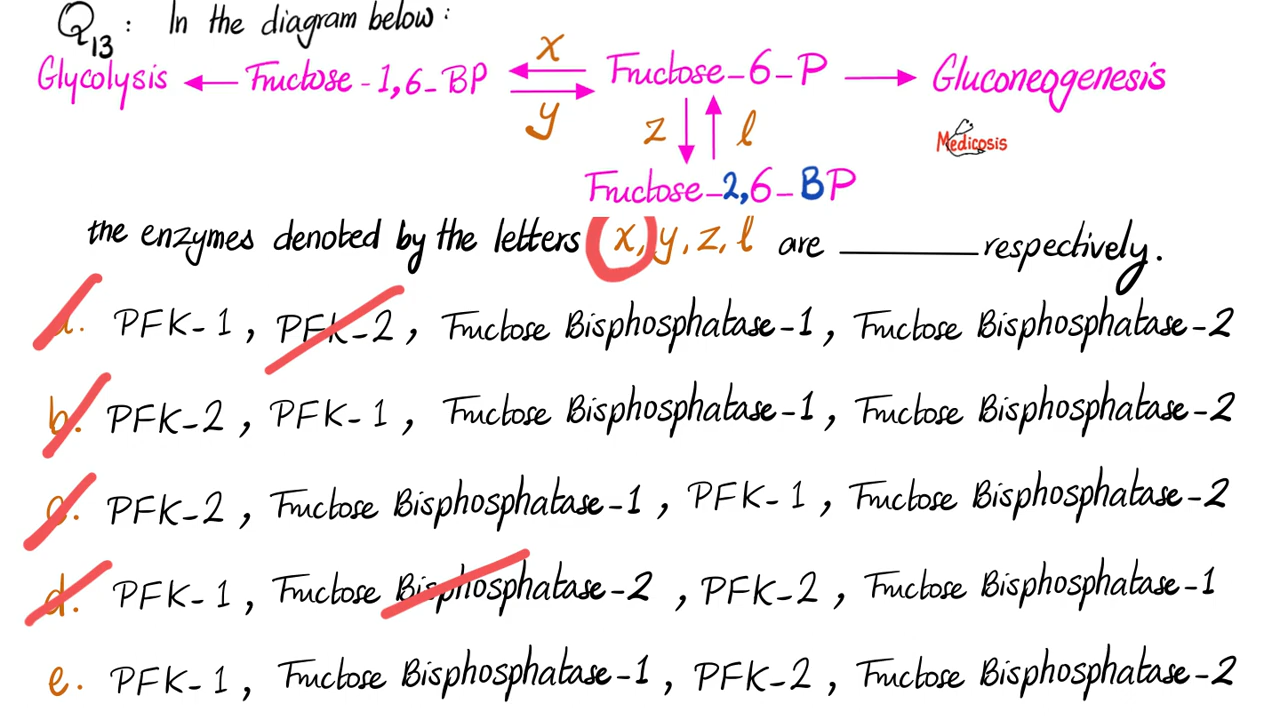 Q13: In the diagram below:
x
Glycolysis ← Fructose-1,6-BP Fructose-6-P → Gluconeogenesis
y z l
Medicosis
Fructose-2,6-BP
the enzymes denoted by the letters x, y, z, l are ______ respectively.
a. PFK-1, PFK-2, Fructose Bisphosphatase-1, Fructose Bisphosphatase-2
b. PFK-2, PFK-1, Fructose Bisphosphatase-1, Fructose Bisphosphatase-2
c. PFK-2, Fructose Bisphosphatase-1, PFK-1, Fructose Bisphosphatase-2
d. PFK-1, Fructose Bisphosphatase-2, PFK-2, Fructose Bisphosphatase-1
e. PFK-1, Fructose Bisphosphatase-1, PFK-2, Fructose Bisphosphatase-2